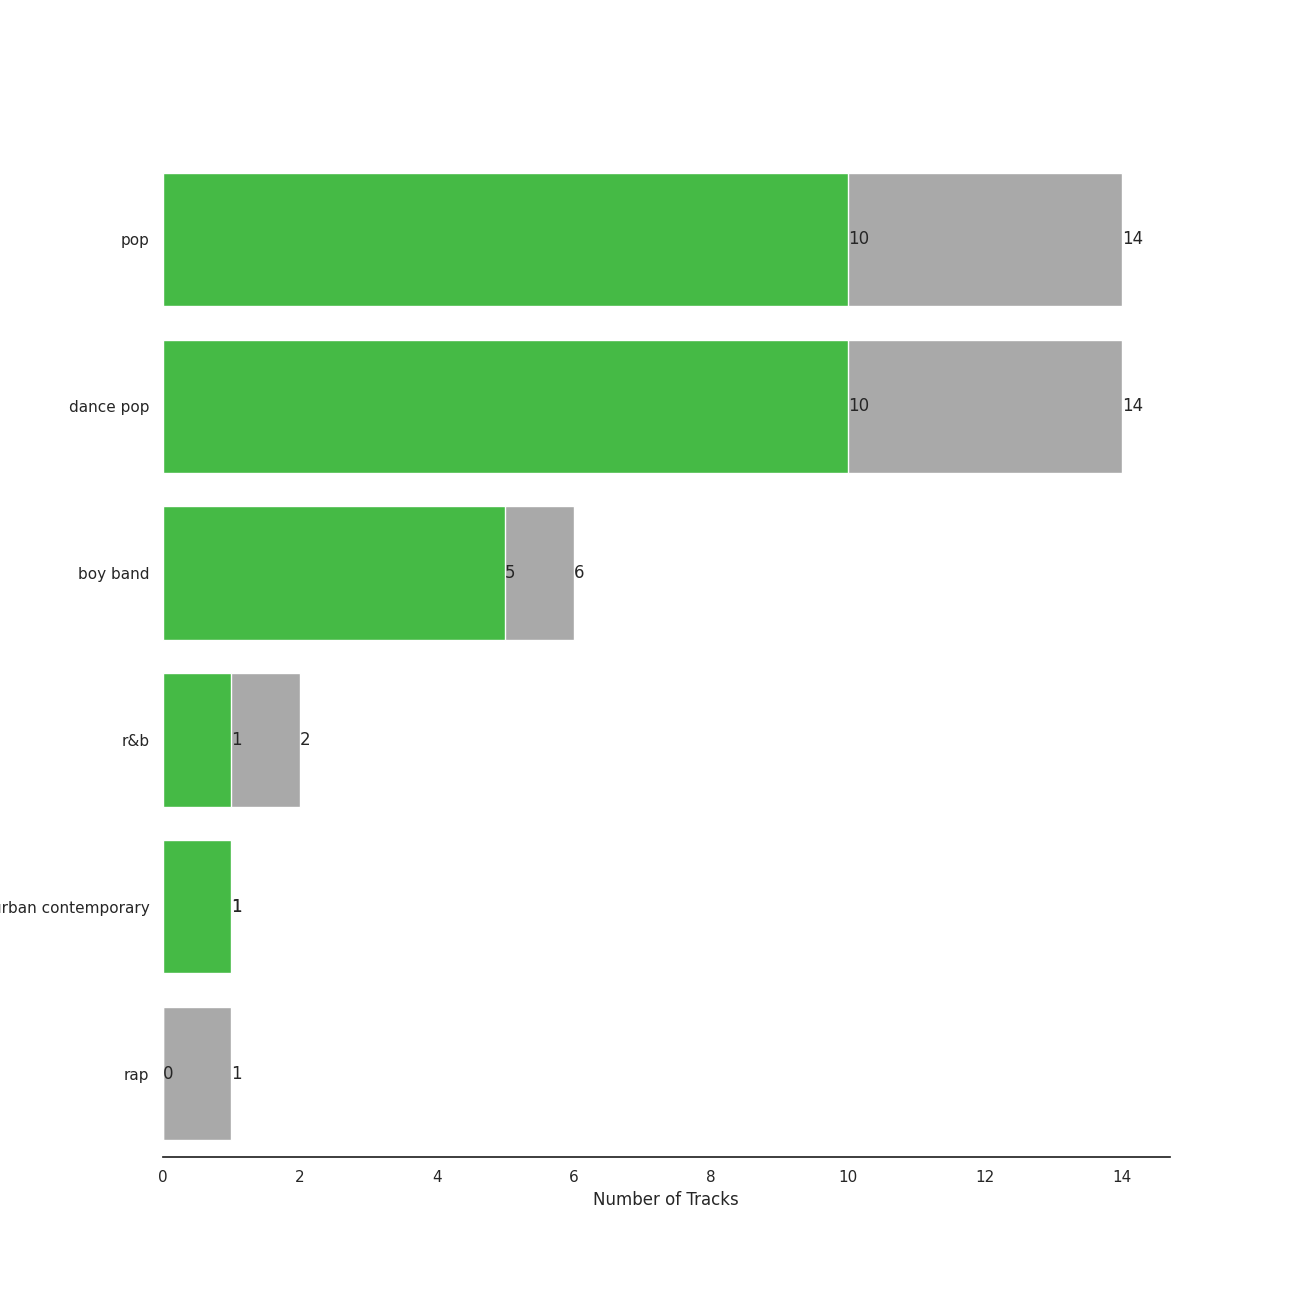 pop 10 14
dance pop 10 14
boy band 5 6
r&b 1 2
rban contemporary 1
rap 0 1
0 2 4 6 8 10 12 14
Number of Tracks